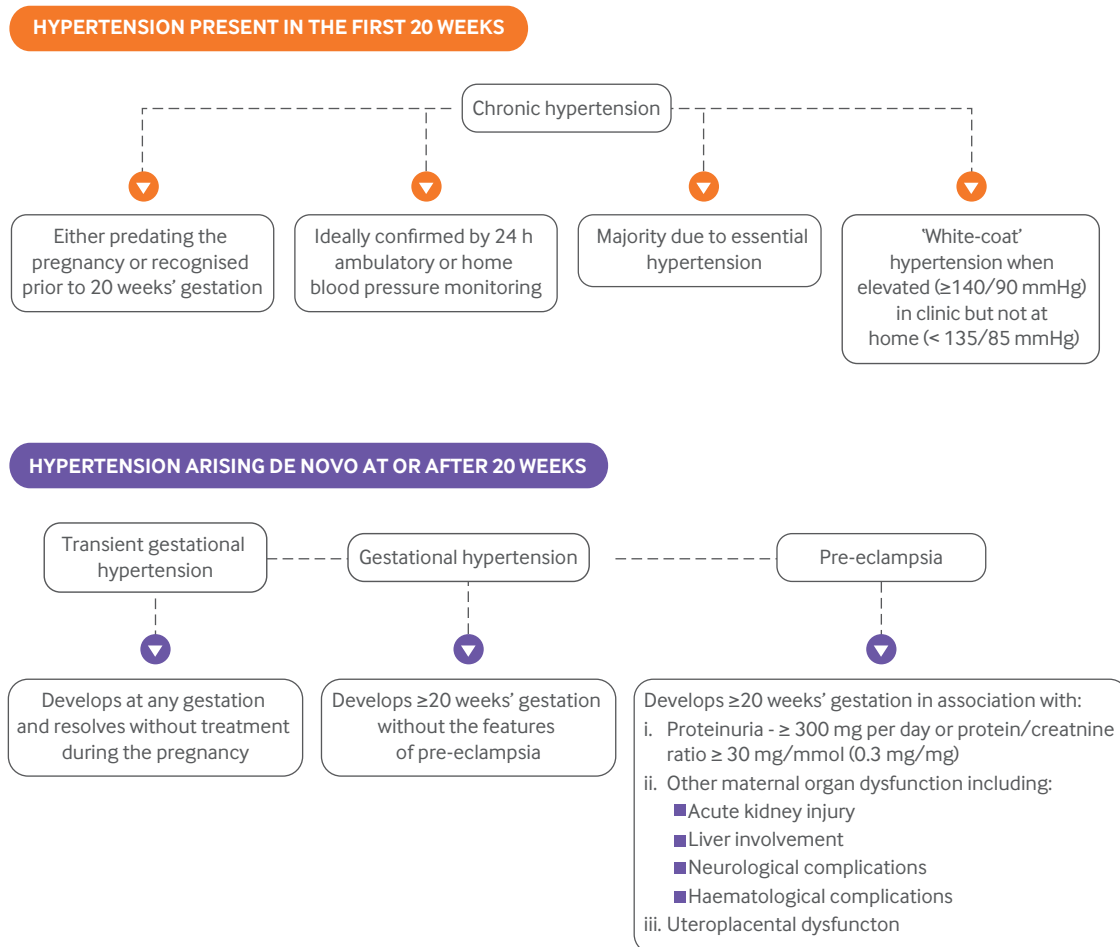 HYPERTENSION PRESENT IN THE FIRST 20 WEEKS
Chronic hypertension
Either predating the
pregnancy or recognised
prior to 20 weeks' gestation
Ideally confirmed by 24 h
ambulatory or home
blood pressure monitoring
Majority due to essential
hypertension
'White-coat'
hypertension when
elevated (≥140/90 mmHg)
in clinic but not at
home (< 135/85 mmHg)
HYPERTENSION ARISING DE NOVO AT OR AFTER 20 WEEKS
Transient gestational
hypertension
Gestational hypertension
Pre-eclampsia
Develops at any gestation
and resolves without treatment
during the pregnancy
Develops ≥20 weeks' gestation
without the features
of pre-eclampsia
Develops ≥20 weeks' gestation in association with:
i. Proteinuria - ≥ 300 mg per day or protein/creatnine
ratio ≥ 30 mg/mmol (0.3 mg/mg)
ii. Other maternal organ dysfunction including:
■Acute kidney injury
■Liver involvement
■Neurological complications
■Haematological complications
iii. Uteroplacental dysfuncton